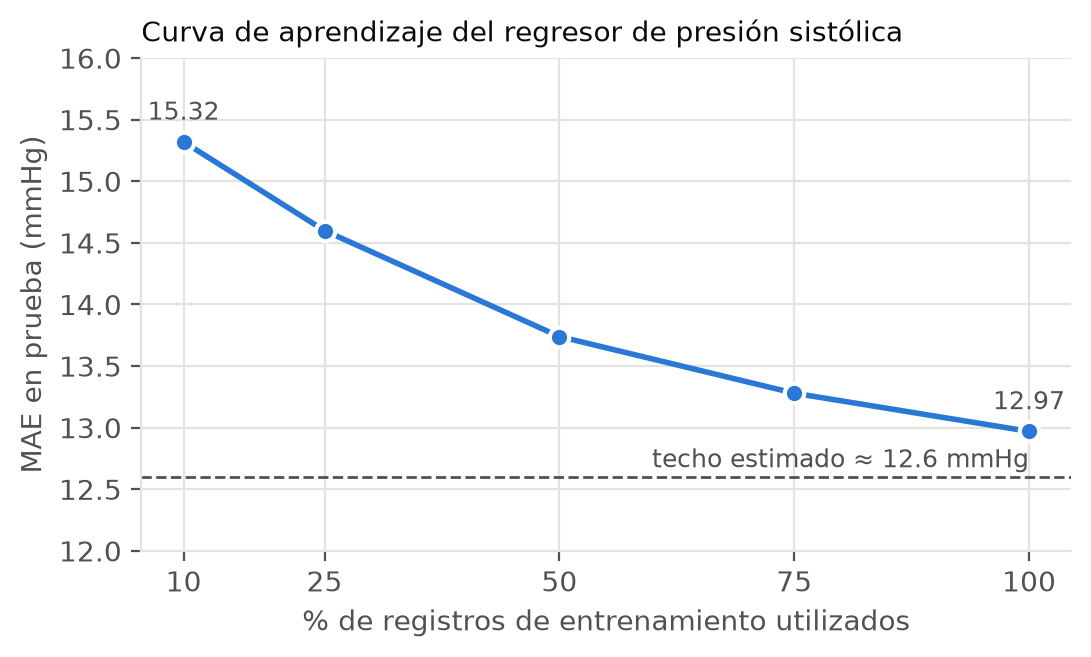 Curva de aprendizaje del regresor de presión sistólica
MAE en prueba (mmHg)
16.0
15.5
15.0
14.5
14.0
13.5
13.0
12.5
12.0
15.32
12.97
techo estimado ≈ 12.6 mmHg
10 25 50 75 100
% de registros de entrenamiento utilizados